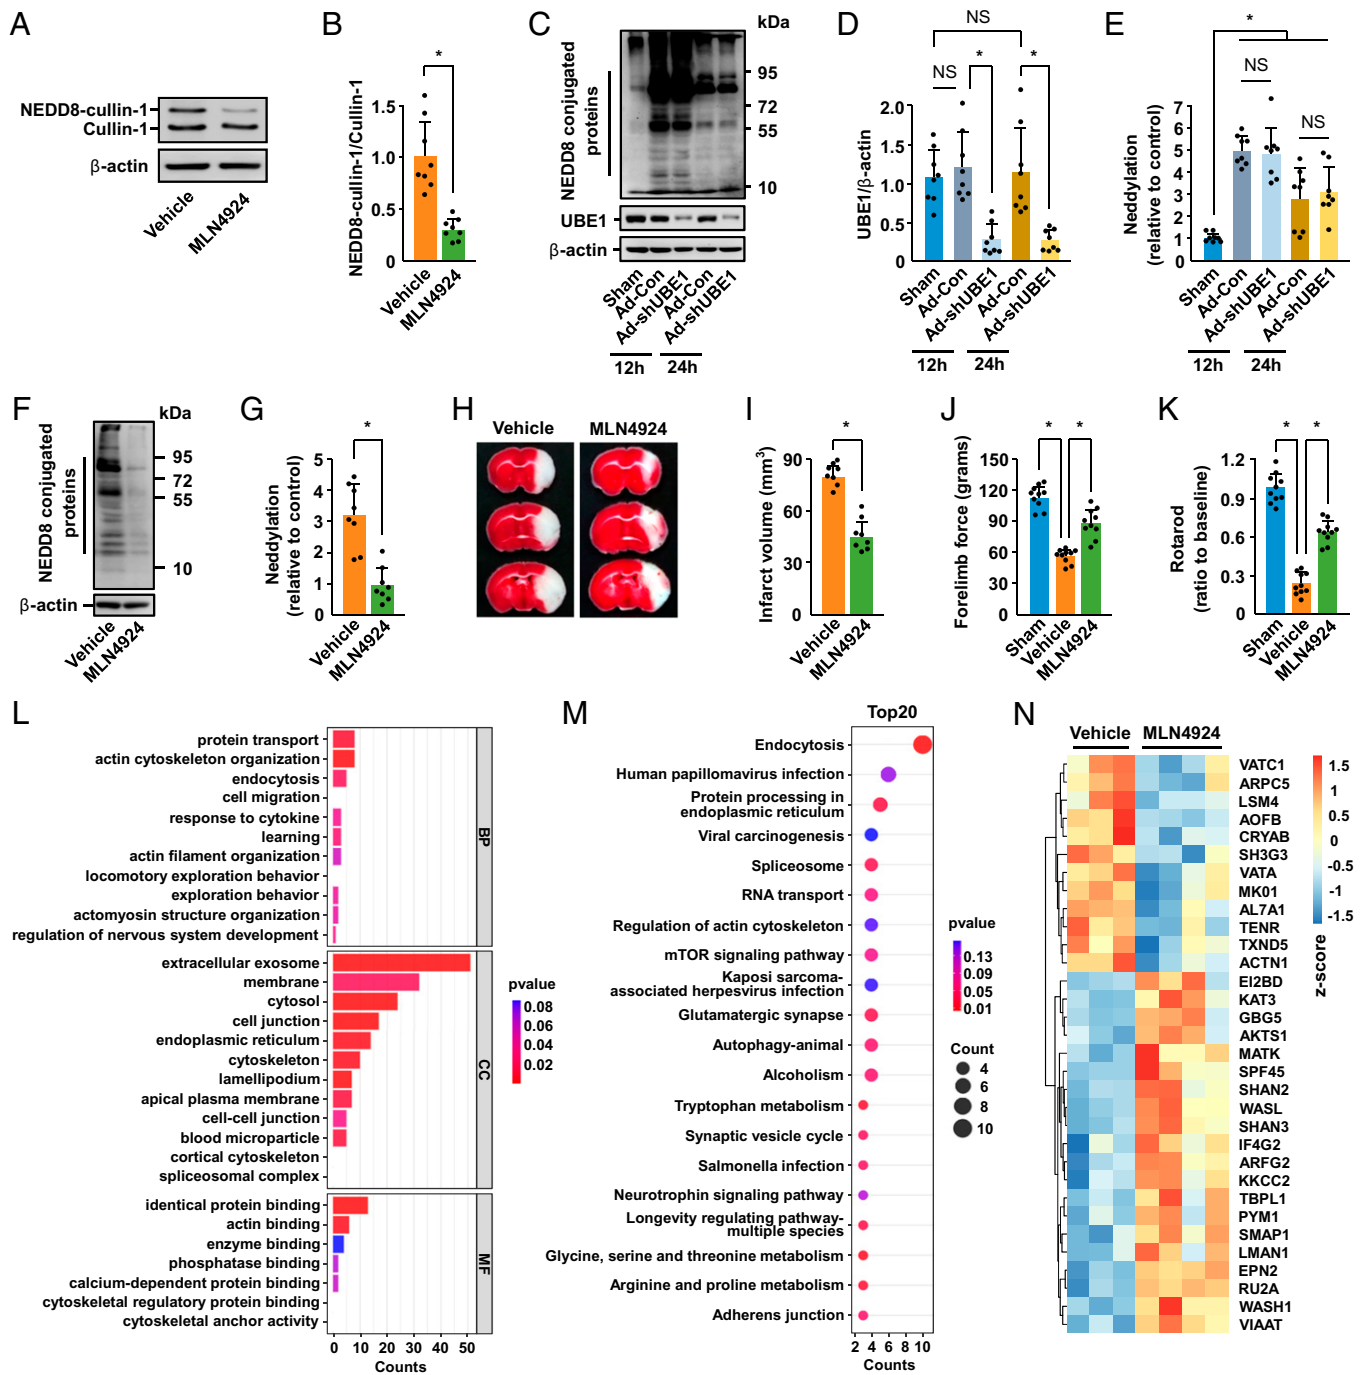 A
NEDD8-cullin-1
Cullin-1
β-actin
Vehicle
MLN4924
B
NEDD8-cullin-1/Cullin-1
1.5
1.0
0.5
0
*
Vehicle
MLN4924
C
kDa
NEDD8 conjugated
proteins
95
72
55
10
UBE1
β-actin
Sham
Ad-Con
Ad-shUBE1
Ad-Con
Ad-shUBE1
12h
24h
D
NS
NS
*
*
UBE1/β-actin
2.0
1.5
1.0
0.5
0
Sham
Ad-Con
Ad-shUBE1
Ad-Con
Ad-shUBE1
12h
24h
E
*
NS
NS
Neddylation
(relative to control)
7
6
5
4
3
2
1
0
Sham
Ad-Con
Ad-shUBE1
Ad-Con
Ad-shUBE1
12h
24h
F
kDa
NEDD8 conjugated
proteins
95
72
55
10
β-actin
Vehicle
MLN4924
G
*
Neddylation
(relative to control)
5
4
3
2
1
0
Vehicle
MLN4924
H
Vehicle
MLN4924
I
*
Infarct volume (mm3)
90
60
30
0
Vehicle
MLN4924
J
*
*
Forelimb force (grams)
150
120
90
60
30
0
Sham
Vehicle
MLN4924
K
*
*
Rotarod
(ratio to baseline)
1.2
0.9
0.6
0.3
0
Sham
Vehicle
MLN4924
L
protein transport
actin cytoskeleton organization
endocytosis
cell migration
response to cytokine
learning
actin filament organization
locomotory exploration behavior
exploration behavior
actomyosin structure organization
regulation of nervous system development
BP
extracellular exosome
membrane
cytosol
cell junction
endoplasmic reticulum
cytoskeleton
lamellipodium
apical plasma membrane
cell-cell junction
blood microparticle
cortical cytoskeleton
spliceosomal complex
CC
identical protein binding
actin binding
enzyme binding
phosphatase binding
calcium-dependent protein binding
cytoskeletal regulatory protein binding
cytoskeletal anchor activity
MF
0 10 20 30 40 50
Counts
pvalue
0.08
0.06
0.04
0.02
M
Top20
Endocytosis
Human papillomavirus infection
Protein processing in
endoplasmic reticulum
Viral carcinogenesis
Spliceosome
RNA transport
Regulation of actin cytoskeleton
mTOR signaling pathway
Kaposi sarcoma-
associated herpesvirus infection
Glutamatergic synapse
Autophagy-animal
Alcoholism
Tryptophan metabolism
Synaptic vesicle cycle
Salmonella infection
Neurotrophin signaling pathway
Longevity regulating pathway-
multiple species
Glycine, serine and threonine metabolism
Arginine and proline metabolism
Adherens junction
2 4 6 8 10
Counts
pvalue
0.13
0.09
0.05
0.01
Count
4
6
8
10
N
Vehicle
MLN4924
VATC1
ARPC5
LSM4
AOFB
CRYAB
SH3G3
VATA
MK01
AL7A1
TENR
TXND5
ACTN1
EI2BD
KAT3
GBG5
AKTS1
MATK
SPF45
SHAN2
WASL
SHAN3
IF4G2
ARFG2
KKCC2
TBPL1
PYM1
SMAP1
LMAN1
EPN2
RU2A
WASH1
VIAAT
1.5
1
0.5
0
-0.5
-1
-1.5
z-score